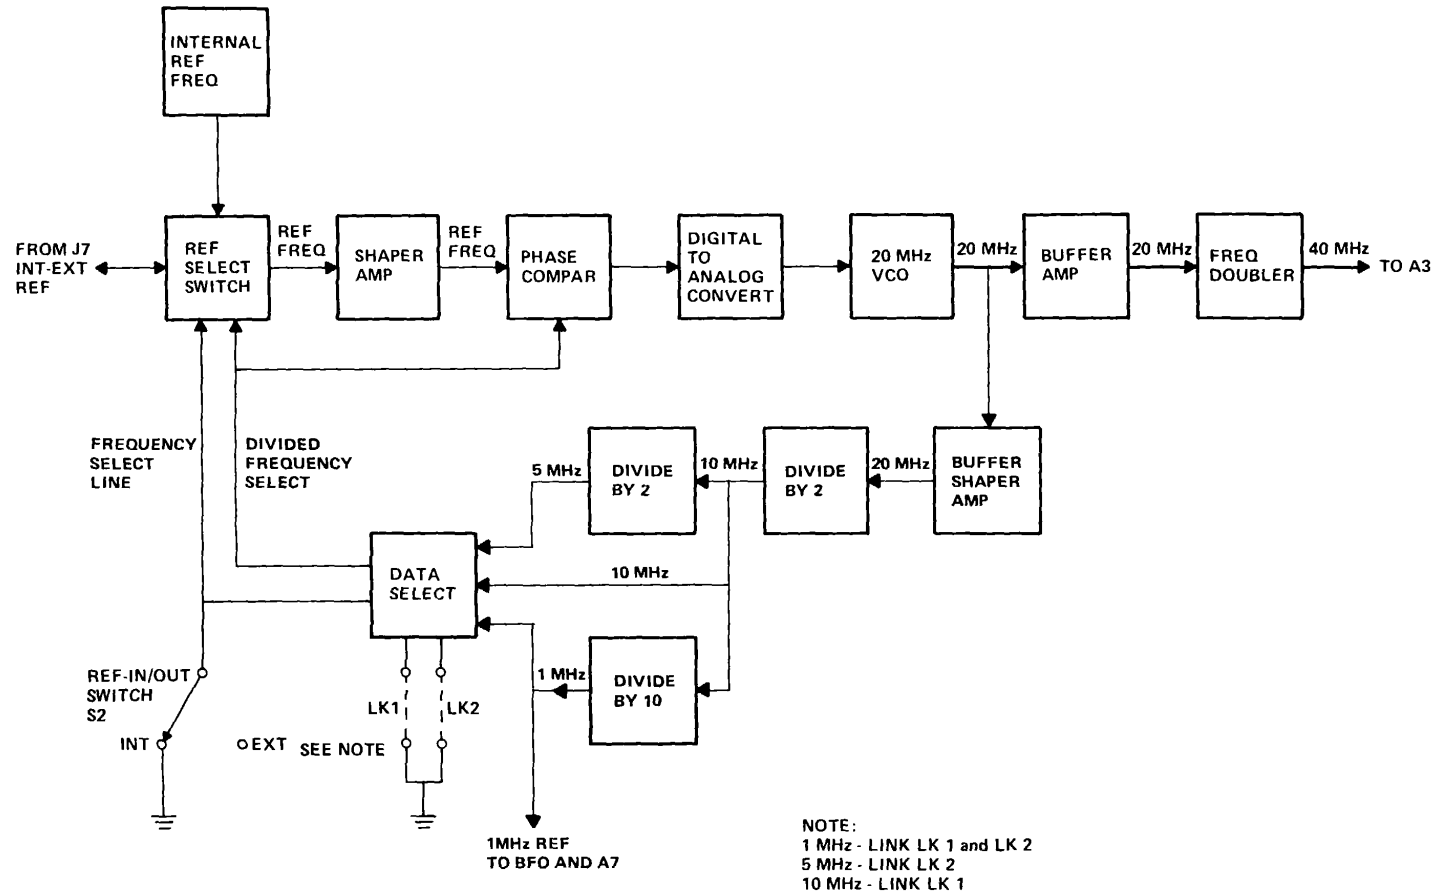 INTERNAL
REF
FREQ
FROM J7
INT-EXT
REF
REF
SELECT
SWITCH
REF
FREQ
SHAPER
AMP
REF
FREQ
PHASE
COMPAR
DIGITAL
TO
ANALOG
CONVERT
20 MHz
VCO
20 MHz
BUFFER
AMP
20 MHz
FREQ
DOUBLER
40 MHz
TO A3
FREQUENCY
SELECT
LINE
DIVIDED
FREQUENCY
SELECT
5 MHz
DIVIDE
BY 2
10 MHz
DIVIDE
BY 2
20 MHz
BUFFER
SHAPER
AMP
DATA
SELECT
10 MHz
REF-IN/OUT
SWITCH
S2
INT
EXT
SEE NOTE
LK1
LK2
1 MHz
DIVIDE
BY 10
1MHz REF
TO BFO AND A7
NOTE:
1 MHz - LINK LK 1 and LK 2
5 MHz - LINK LK 2
10 MHz - LINK LK 1